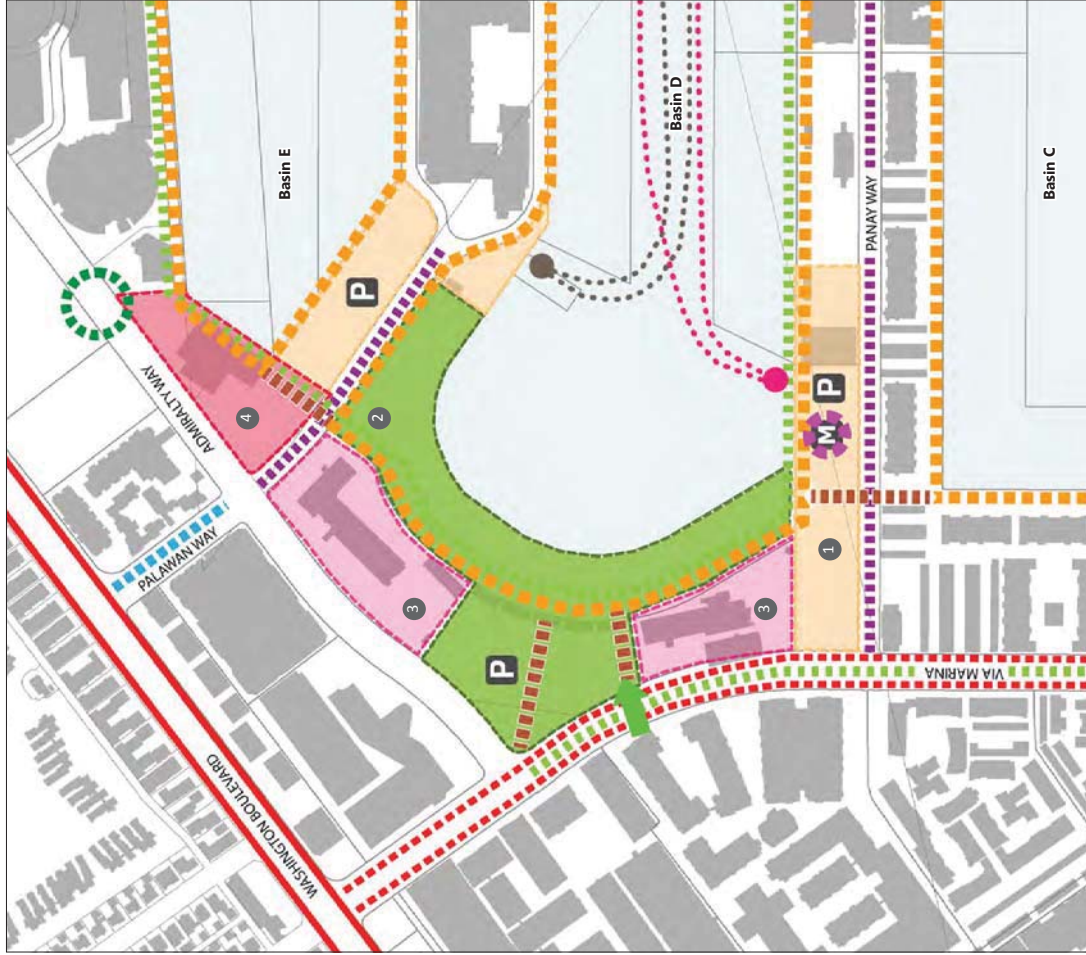 Basin E
Basin D
Basin C
ADMIRALTY WAY
PALAWAN WAY
WASHINGTON BOULEVARD
PANAY WAY
VIA MARINA
P
P
P
M
1
2
3
3
4